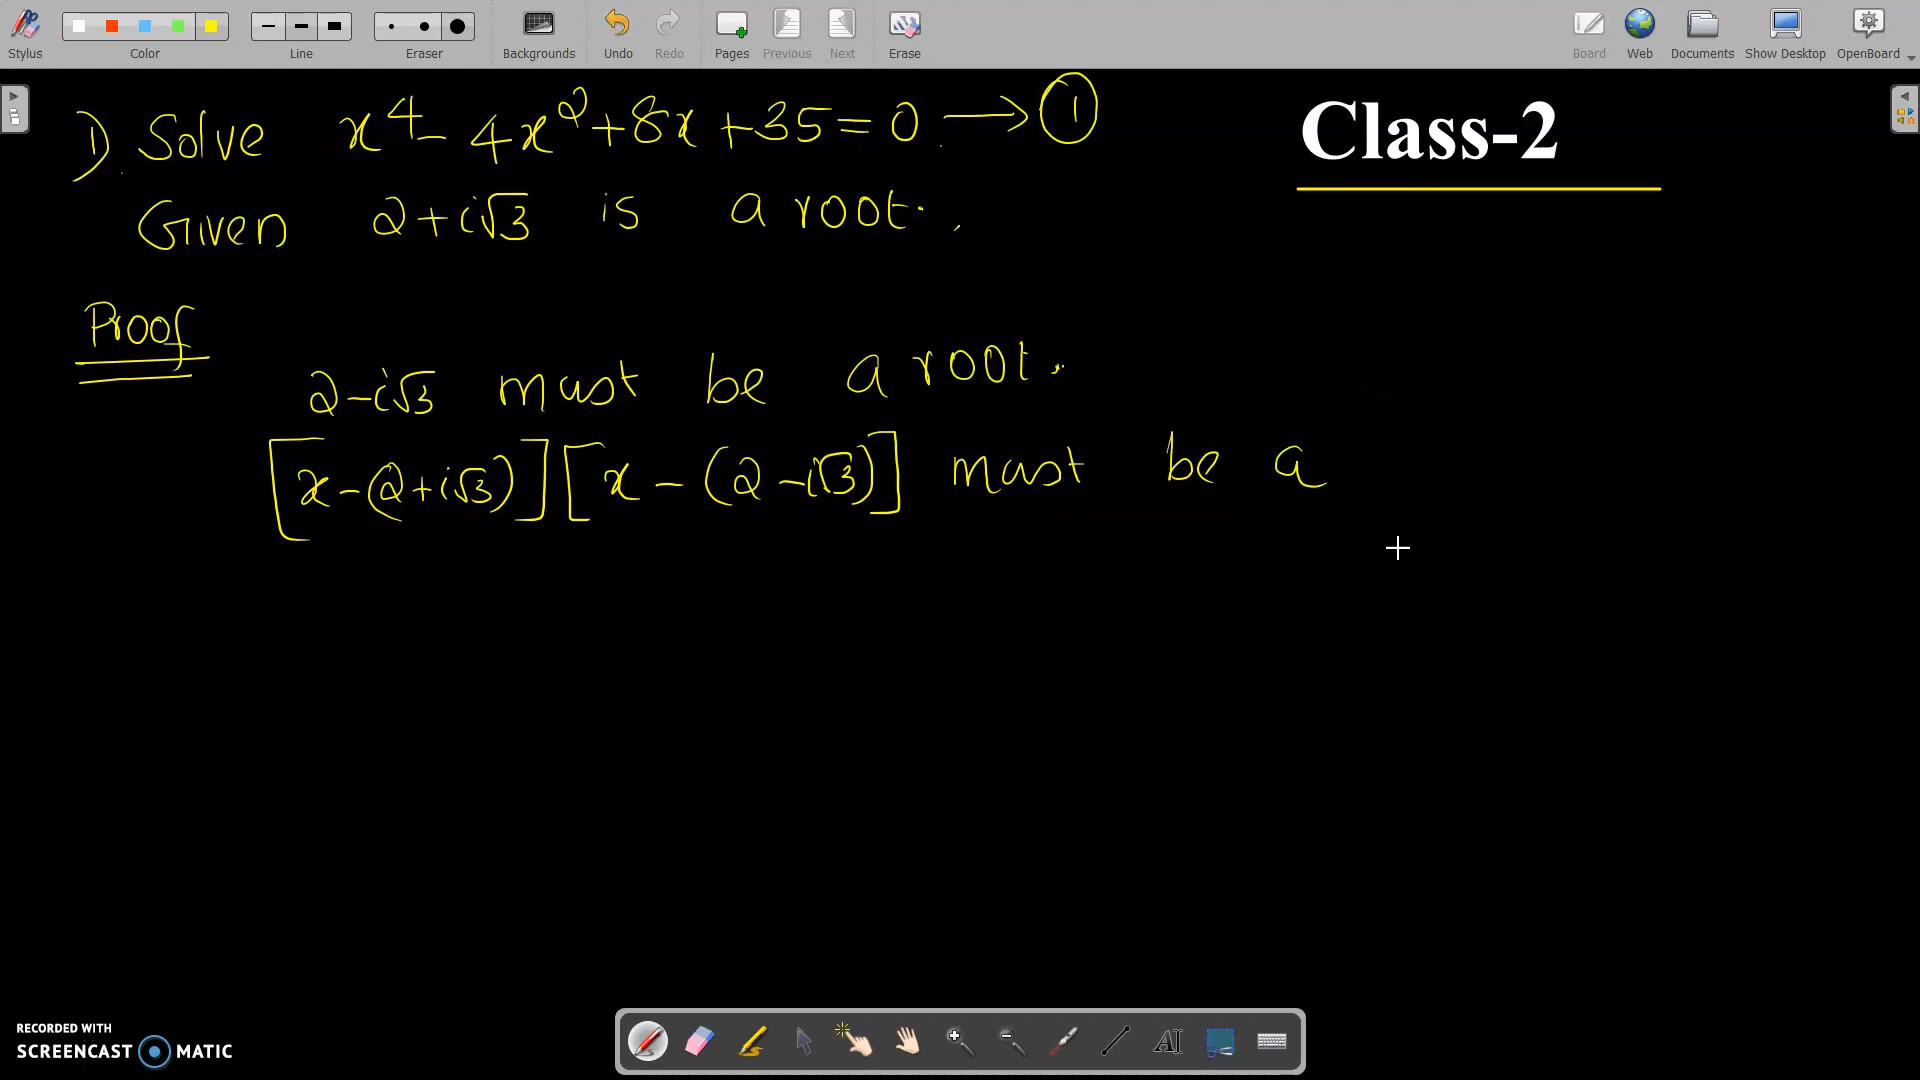 Stylus Color Line Eraser Backgrounds Undo Redo Pages Previous Next Erase Board Web Documents Show Desktop OpenBoard
1). Solve x⁴ - 4x² + 8x + 35 = 0 → ①
Class-2
Given 2+i√3 is a root.
Proof
2-i√3 must be a root.
[x-(2+i√3)][x-(2-i√3)] must be a
RECORDED WITH
SCREENCAST MATIC
AI